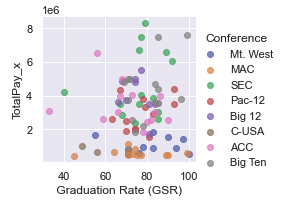 1e6
8
6
4
2
TotalPay_x
40
60
80
100
Graduation Rate (GSR)
Conference
Mt. West
MAC
SEC
Pac-12
Big 12
C-USA
ACC
Big Ten